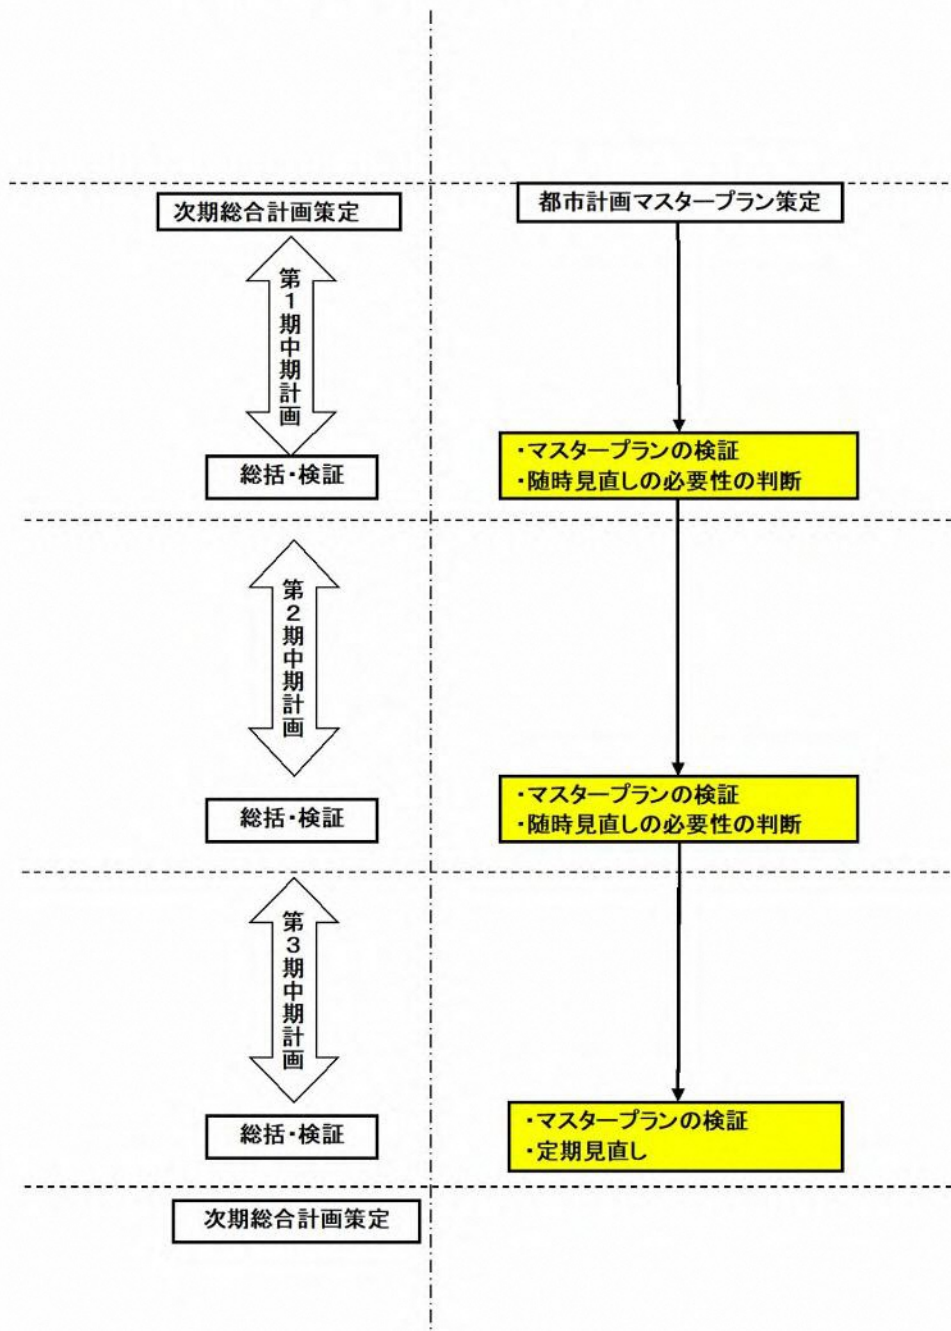 次期総合計画策定
都市計画マスタープラン策定
第1期中期計画
総括・検証
・マスタープランの検証
・随時見直しの必要性の判断
第2期中期計画
総括・検証
・マスタープランの検証
・随時見直しの必要性の判断
第3期中期計画
総括・検証
・マスタープランの検証
・定期見直し
次期総合計画策定